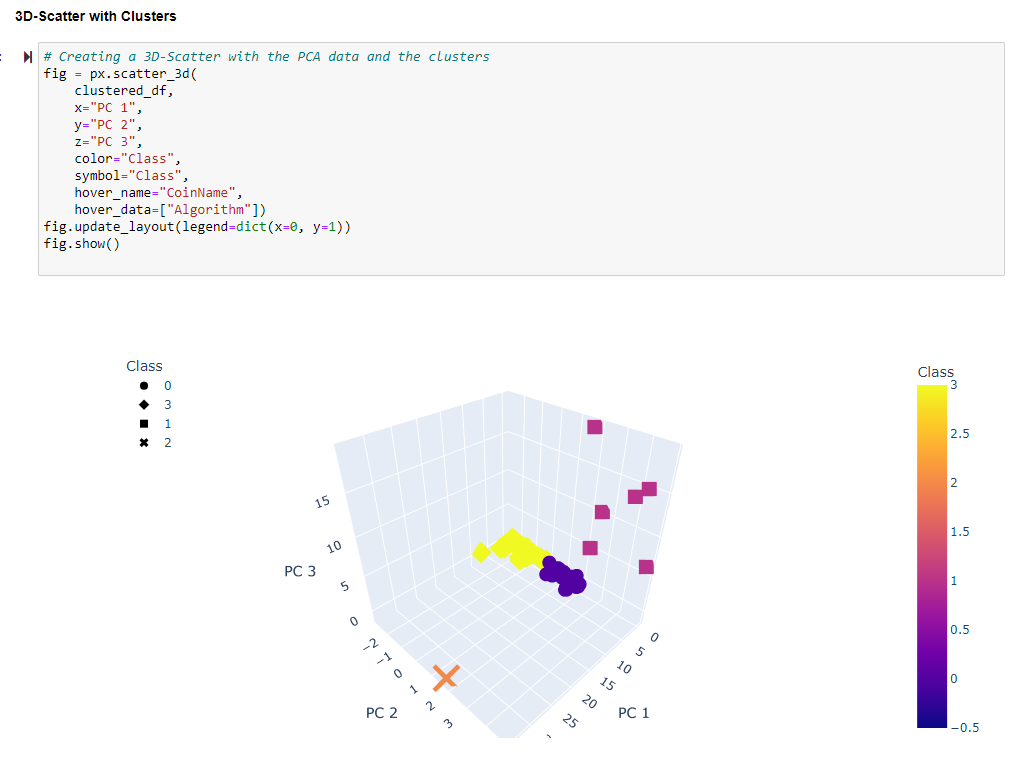 3D-Scatter with Clusters
# Creating a 3D-Scatter with the PCA data and the clusters
fig = px.scatter_3d(
    clustered_df,
    x="PC 1",
    y="PC 2",
    z="PC 3",
    color="Class",
    symbol="Class",
    hover_name="CoinName",
    hover_data=["Algorithm"])
fig.update_layout(legend=dict(x=0, y=1))
fig.show()
Class
0
3
1
2
15
10
PC 3
5
0
−2
−1
0
1
2
3
PC 2
0
5
10
15
20
25
PC 1
Class
3
2.5
2
1.5
1
0.5
0
−0.5